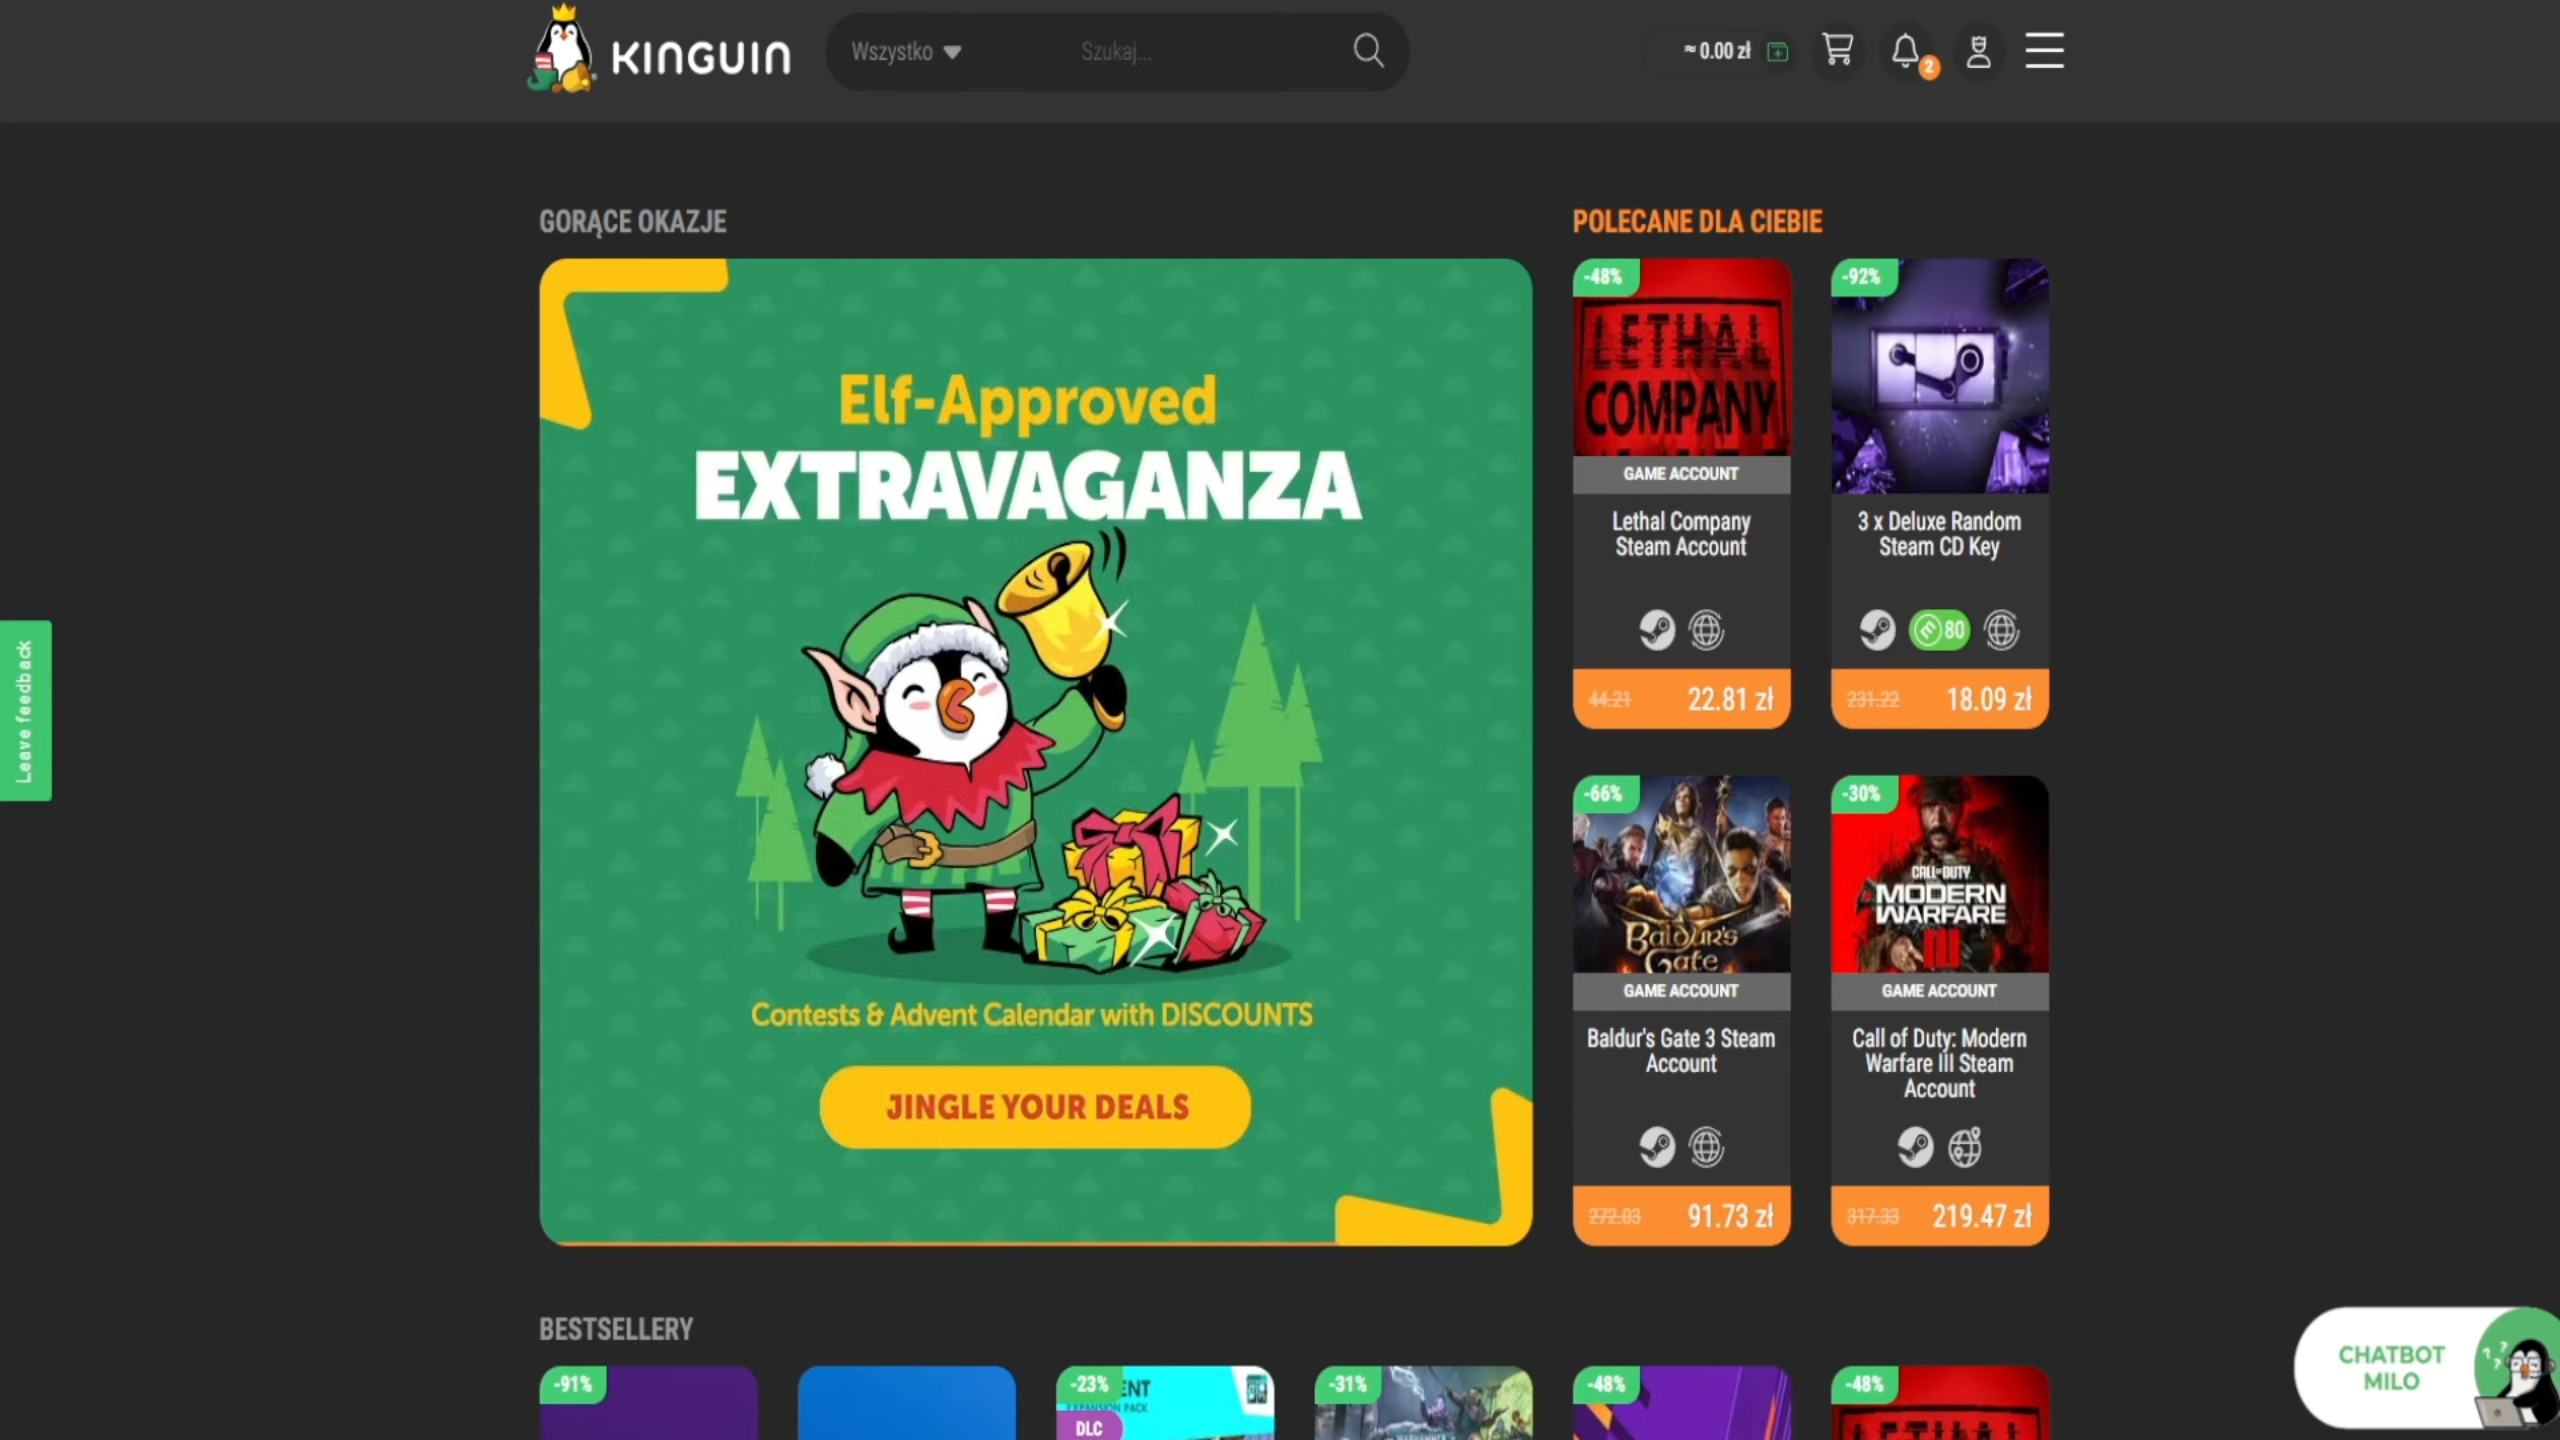 KINGUIN
Wszystko
Szukaj...
≈ 0.00 zł
2
GORĄCE OKAZJE
Elf-Approved
EXTRAVAGANZA
Contests & Advent Calendar with DISCOUNTS
JINGLE YOUR DEALS
POLECANE DLA CIEBIE
-48%
LETHAL
COMPANY
GAME ACCOUNT
Lethal Company
Steam Account
44.21 22.81 zł
-92%
3 x Deluxe Random
Steam CD Key
80
231.22 18.09 zł
-66%
Baldur's
Gate
GAME ACCOUNT
Baldur's Gate 3 Steam
Account
272.03 91.73 zł
-30%
CALL OF DUTY
MODERN
WARFARE
III
GAME ACCOUNT
Call of Duty: Modern
Warfare III Steam
Account
317.33 219.47 zł
Leave feedback
BESTSELLERY
-91%
-23%
ENT
EXPANSION PACK
DLC
-31%
WARHAMMER
-48%
-48%
LETHAL
CHATBOT
MILO